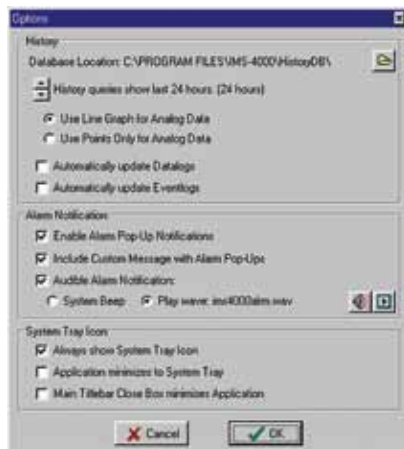 Options
History
Database Location: C:\PROGRAM FILES\IMS-4000\HistoryDB\
History queries show last 24 hours. (24 hours)
Use Line Graph for Analog Data
Use Points Only for Analog Data
Automatically update Datalogs
Automatically update Eventlogs
Alarm Notification
Enable Alarm Pop-Up Notifications
Include Custom Message with Alarm Pop-Ups
Audible Alarm Notification:
System Beep Play wave: ims4000alm.wav
System Tray Icon
Always show System Tray Icon
Application minimizes to System Tray
Main Titlebar Close Box minimizes Application
Cancel OK